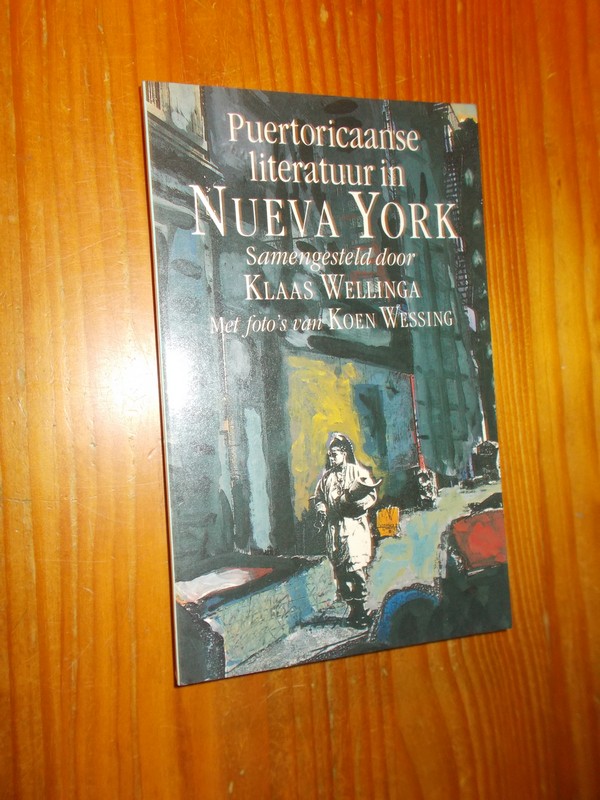 Puertoricaanse
literatuur in
NUEVA YORK
Samengesteld door
KLAAS WELLINGA
Met foto's van KOEN WESSING